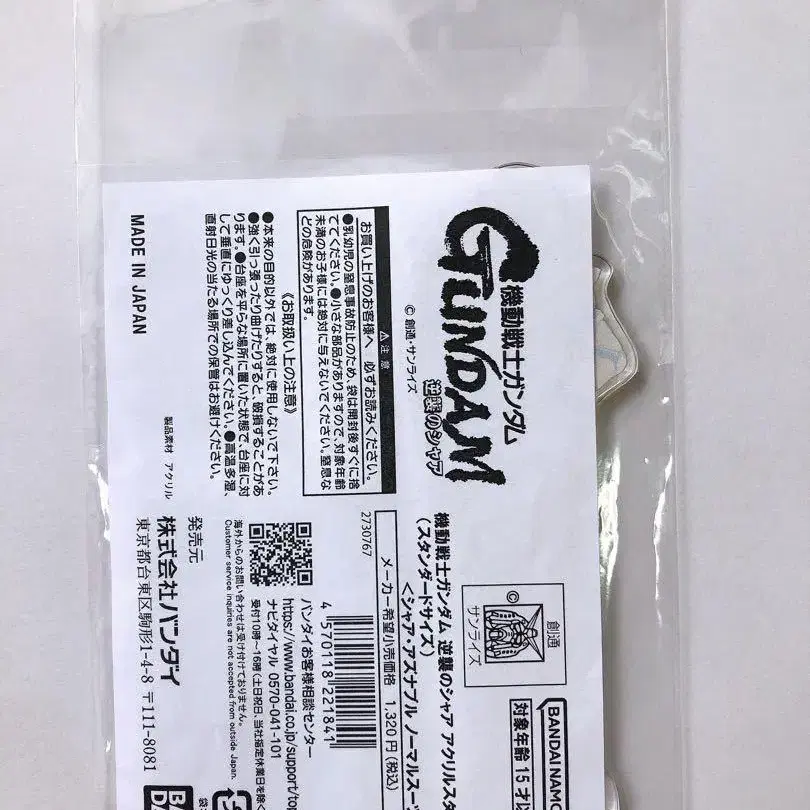 機動戦士ガンダム
GUNDAM
逆襲のシャア
© 創通・サンライズ
⚠注意
お買い上げのお客様へ 必ずお読みください。
●乳幼児の窒息事故防止のため、袋は開封後すぐに捨
ててください。●小さな部品がありますので、対象年齢
未満のお子様には絶対に与えないでください。窒息な
どの危険があります。
《お取扱い上の注意》
●本来の目的以外では、絶対に使用しないで下さい。
●強く引っ張ったり曲げたりすると、破損することがあ
ります。●台座を平らな場所に置いた状態で、台座に対
して垂直にゆっくり差し込んでください。●高温多湿、
直射日光の当たる場所での保管はお避けください。
製品素材 アクリル
MADE IN JAPAN
創通
サンライズ
©
BANDAI NAMCO
対象年齢 15才以
機動戦士ガンダム 逆襲のシャア アクリルスタ
(スタンダードサイズ)
<シャア・アズナブル ノーマルスー
メーカー希望小売価格 1,320円(税込)
2730767
4 570118 221841
バンダイお客様相談センター
https://www.bandai.co.jp/support/top
ナビダイヤル 0570-041-101
受付10時~16時(土日祝日、当社指定休業日を除く
海外からのお問い合わせは受け付けておりません。
Customer service inquiries are not accepted from outside Japan.
発売元
株式会社バンダイ
東京都台東区駒形1-4-8 〒111-8081
BA
DA
袋